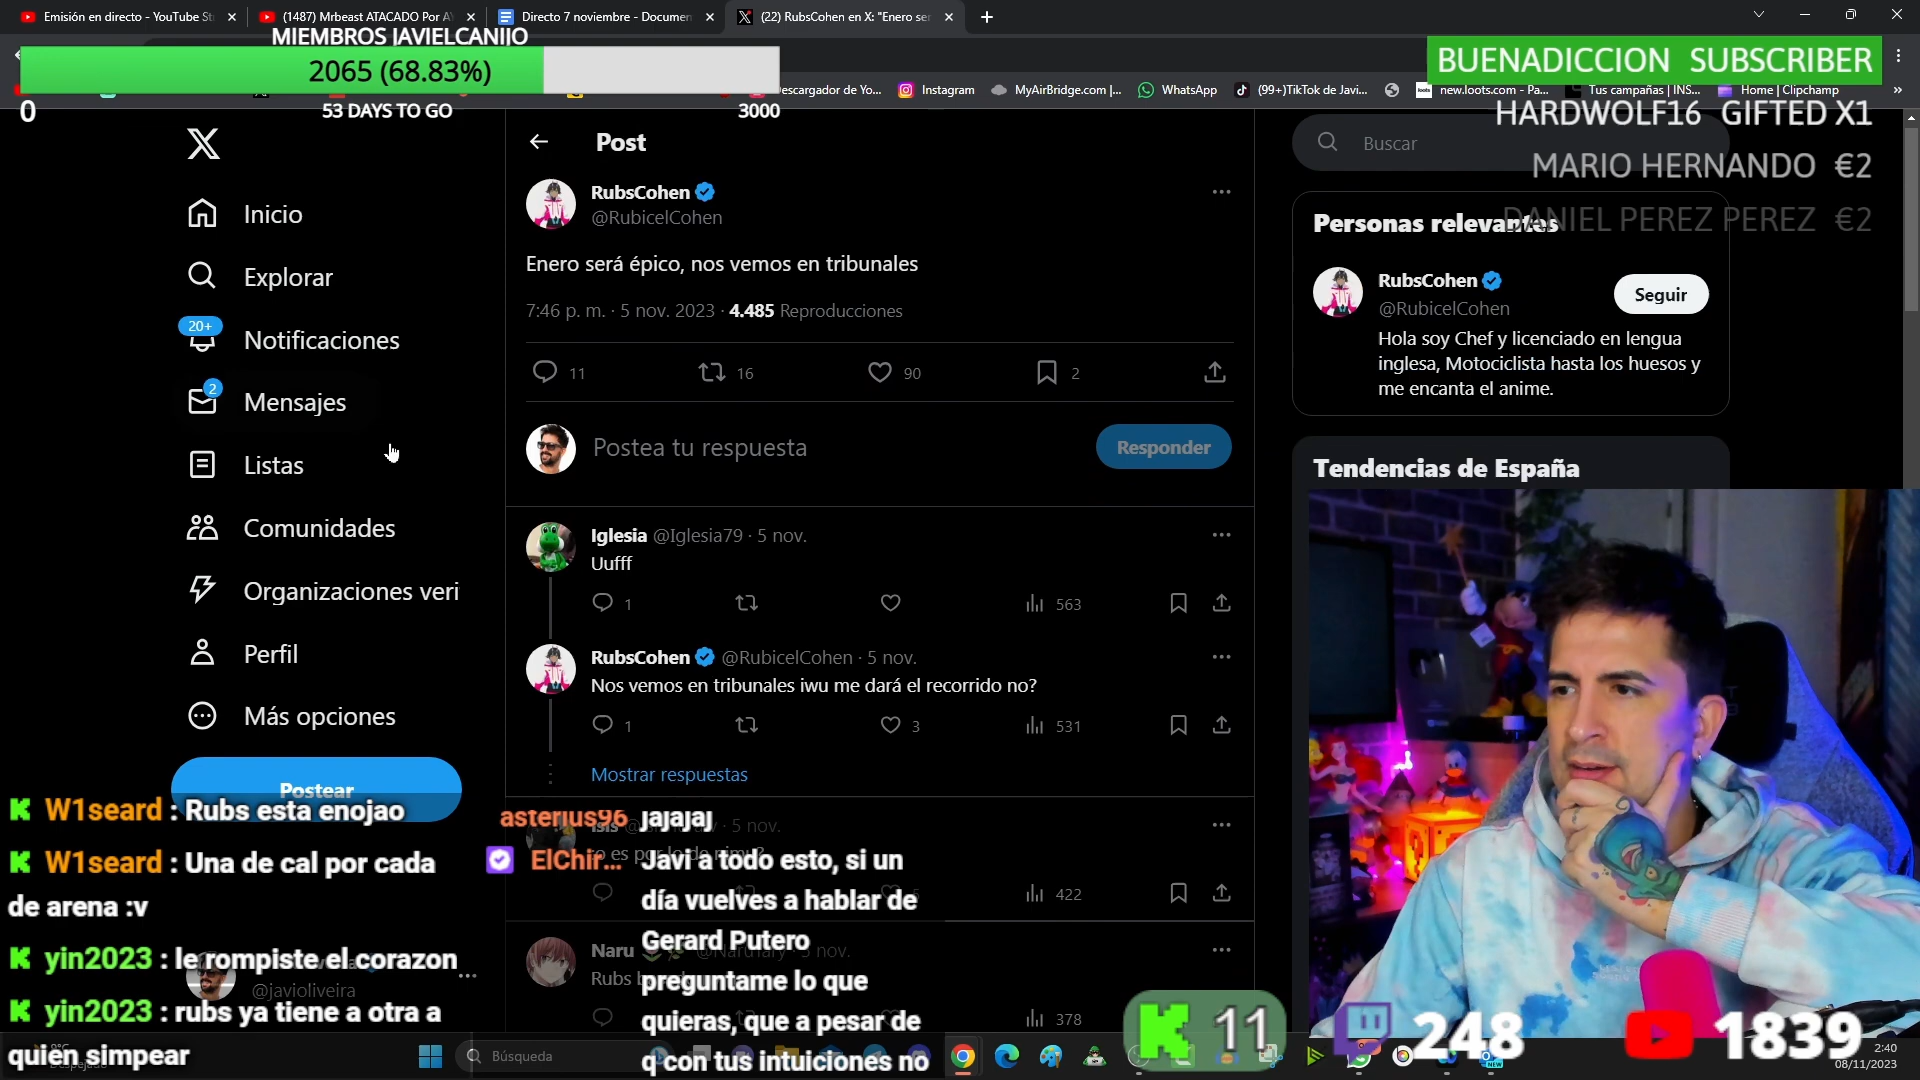 Emisión en directo - YouTube St
(1487) Mrbeast ATACADO Por A
Directo 7 noviembre - Documen
(22) RubsCohen en X: "Enero ser
MIEMBROS JAVIELCANIJO
2065 (68.83%)
0
53 DAYS TO GO
3000
escargador de Yo...
Instagram
MyAirBridge.com |...
WhatsApp
(99+)TikTok de Javi...
new.loots.com - Pa...
Tus campañas | INS...
Home | Clipchamp
BUENADICCION SUBSCRIBER
HARDWOLF16 GIFTED X1
MARIO HERNANDO €2
DANIEL PEREZ PEREZ €2
Inicio
Explorar
20+
Notificaciones
2
Mensajes
Listas
Comunidades
Organizaciones veri
Perfil
Más opciones
Postear
@javioliveira
Post
RubsCohen
@RubicelCohen
Enero será épico, nos vemos en tribunales
7:46 p. m. · 5 nov. 2023 · 4.485 Reproducciones
11 16 90 2
Postea tu respuesta
Responder
Iglesia @Iglesia79 · 5 nov.
Uufff
1 563
RubsCohen @RubicelCohen · 5 nov.
Nos vemos en tribunales iwu me dará el recorrido no?
1 3 531
Mostrar respuestas
5 nov.
422
Naru
nov.
Rubs
378
Buscar
Personas relevantes
RubsCohen
@RubicelCohen
Seguir
Hola soy Chef y licenciado en lengua
inglesa, Motociclista hasta los huesos y
me encanta el anime.
Tendencias de España
W1seard : Rubs esta enojao
W1seard : Una de cal por cada
de arena :v
yin2023 : le rompiste el corazon
yin2023 : rubs ya tiene a otra a
quien simpear
asterius96 jajajaj
ElChir... Javi a todo esto, si un
día vuelves a hablar de
Gerard Putero
preguntame lo que
quieras, que a pesar de
q con tus intuiciones no
Búsqueda
K 11
248
1839
2:40
08/11/2023